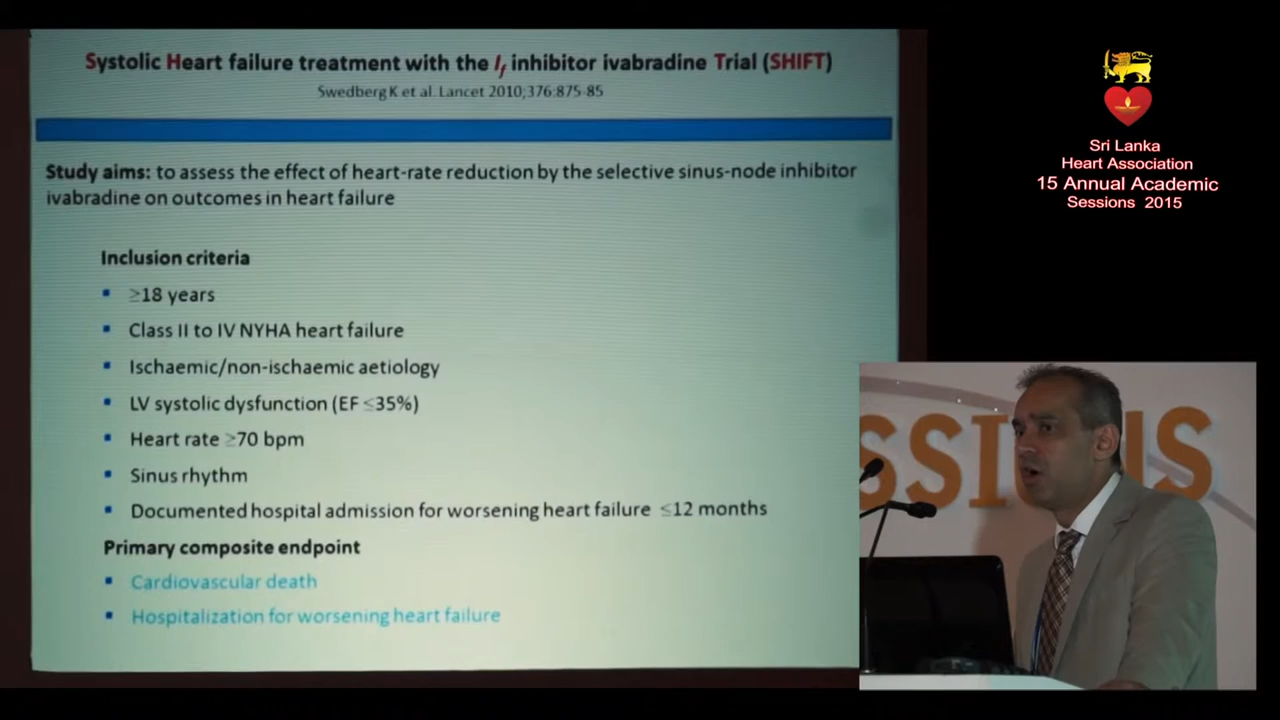 Systolic Heart failure treatment with the If inhibitor ivabradine Trial (SHIFT)
Swedberg K et al. Lancet 2010;376:875-85
Study aims: to assess the effect of heart-rate reduction by the selective sinus-node inhibitor
ivabradine on outcomes in heart failure
Inclusion criteria
▪ ≥18 years
▪ Class II to IV NYHA heart failure
▪ Ischaemic/non-ischaemic aetiology
▪ LV systolic dysfunction (EF ≤35%)
▪ Heart rate ≥70 bpm
▪ Sinus rhythm
▪ Documented hospital admission for worsening heart failure ≤12 months
Primary composite endpoint
▪ Cardiovascular death
▪ Hospitalization for worsening heart failure
Sri Lanka
Heart Association
15 Annual Academic
Sessions 2015